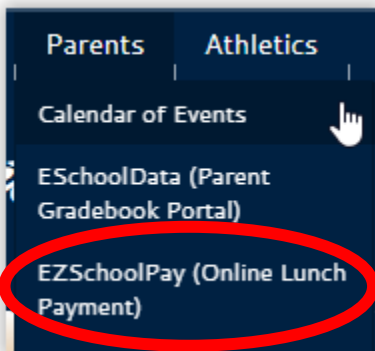 Parents Athletics
Calendar of Events
ESchoolData (Parent
Gradebook Portal)
EZSchoolPay (Online Lunch
Payment)